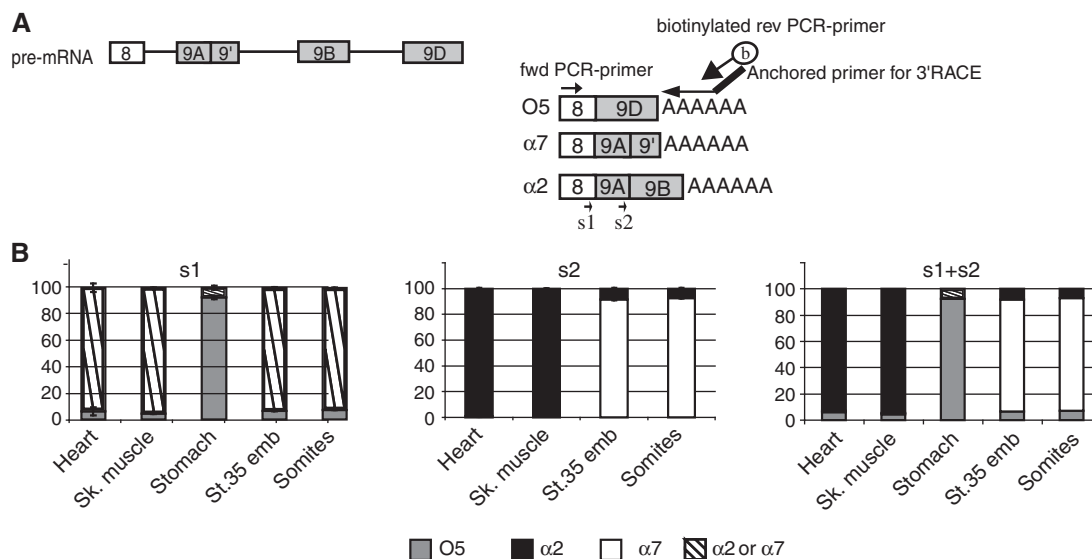 A
pre-mRNA
8 9A 9' 9B 9D
biotinylated rev PCR-primer
b
fwd PCR-primer
Anchored primer for 3'RACE
O5 8 9D AAAAAA
α7 8 9A 9' AAAAAA
α2 8 9A 9B AAAAAA
s1 s2
B
s1
100
80
60
40
20
0
Heart
Sk. muscle
Stomach
St.35 emb
Somites
s2
100
80
60
40
20
0
Heart
Sk. muscle
St.35 emb
Somites
s1+s2
100
80
60
40
20
0
Heart
Sk. muscle
Stomach
St.35 emb
Somites
O5 α2 α7 α2 or α7